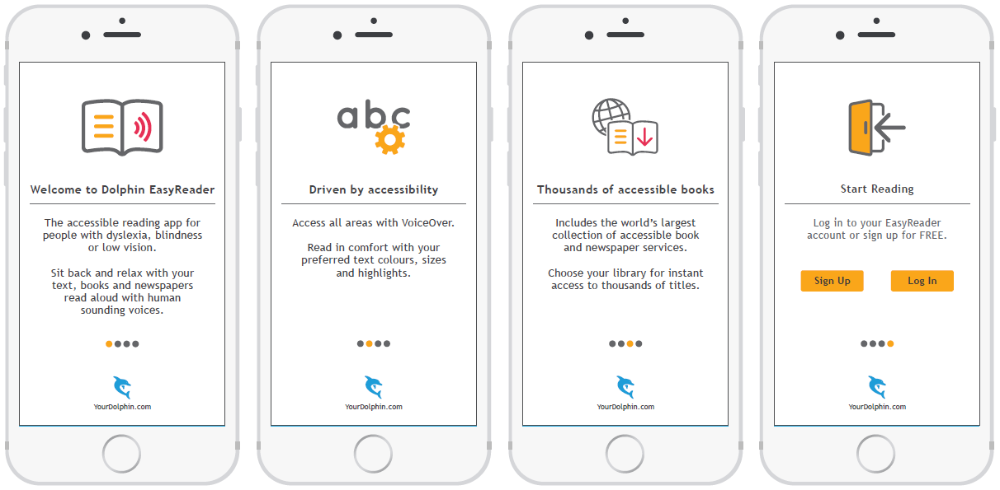 Welcome to Dolphin EasyReader
The accessible reading app for
people with dyslexia, blindness
or low vision.
Sit back and relax with your
text, books and newspapers
read aloud with human
sounding voices.
YourDolphin.com
abc
Driven by accessibility
Access all areas with VoiceOver.
Read in comfort with your
preferred text colours, sizes
and highlights.
YourDolphin.com
Thousands of accessible books
Includes the world’s largest
collection of accessible book
and newspaper services.
Choose your library for instant
access to thousands of titles.
YourDolphin.com
Start Reading
Log in to your EasyReader
account or sign up for FREE.
Sign Up
Log In
YourDolphin.com